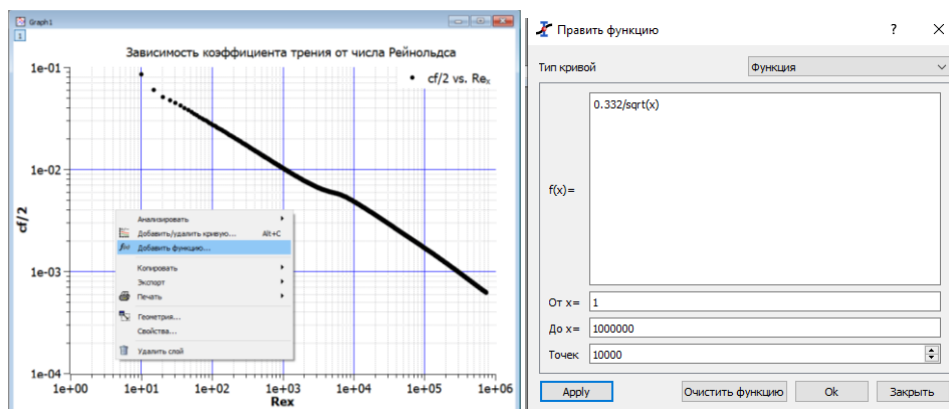 Graph1
1
Зависимость коэффициента трения от числа Рейнольдса
cf/2 vs. Reₓ
1e-01
1e-02
1e-03
1e-04
cf/2
1e+00 1e+01 1e+02 1e+03 1e+04 1e+05 1e+06
Rex
Анализировать
Добавить/удалить кривую... Alt+C
f(x) Добавить функцию...
Копировать
Экспорт
Печать
Геометрия...
Свойства...
Удалить слой
Править функцию ? ×
Тип кривой Функция
0.332/sqrt(x)
f(x)=
От x= 1
До x= 1000000
Точек 10000
Apply Очистить функцию Ok Закрыть